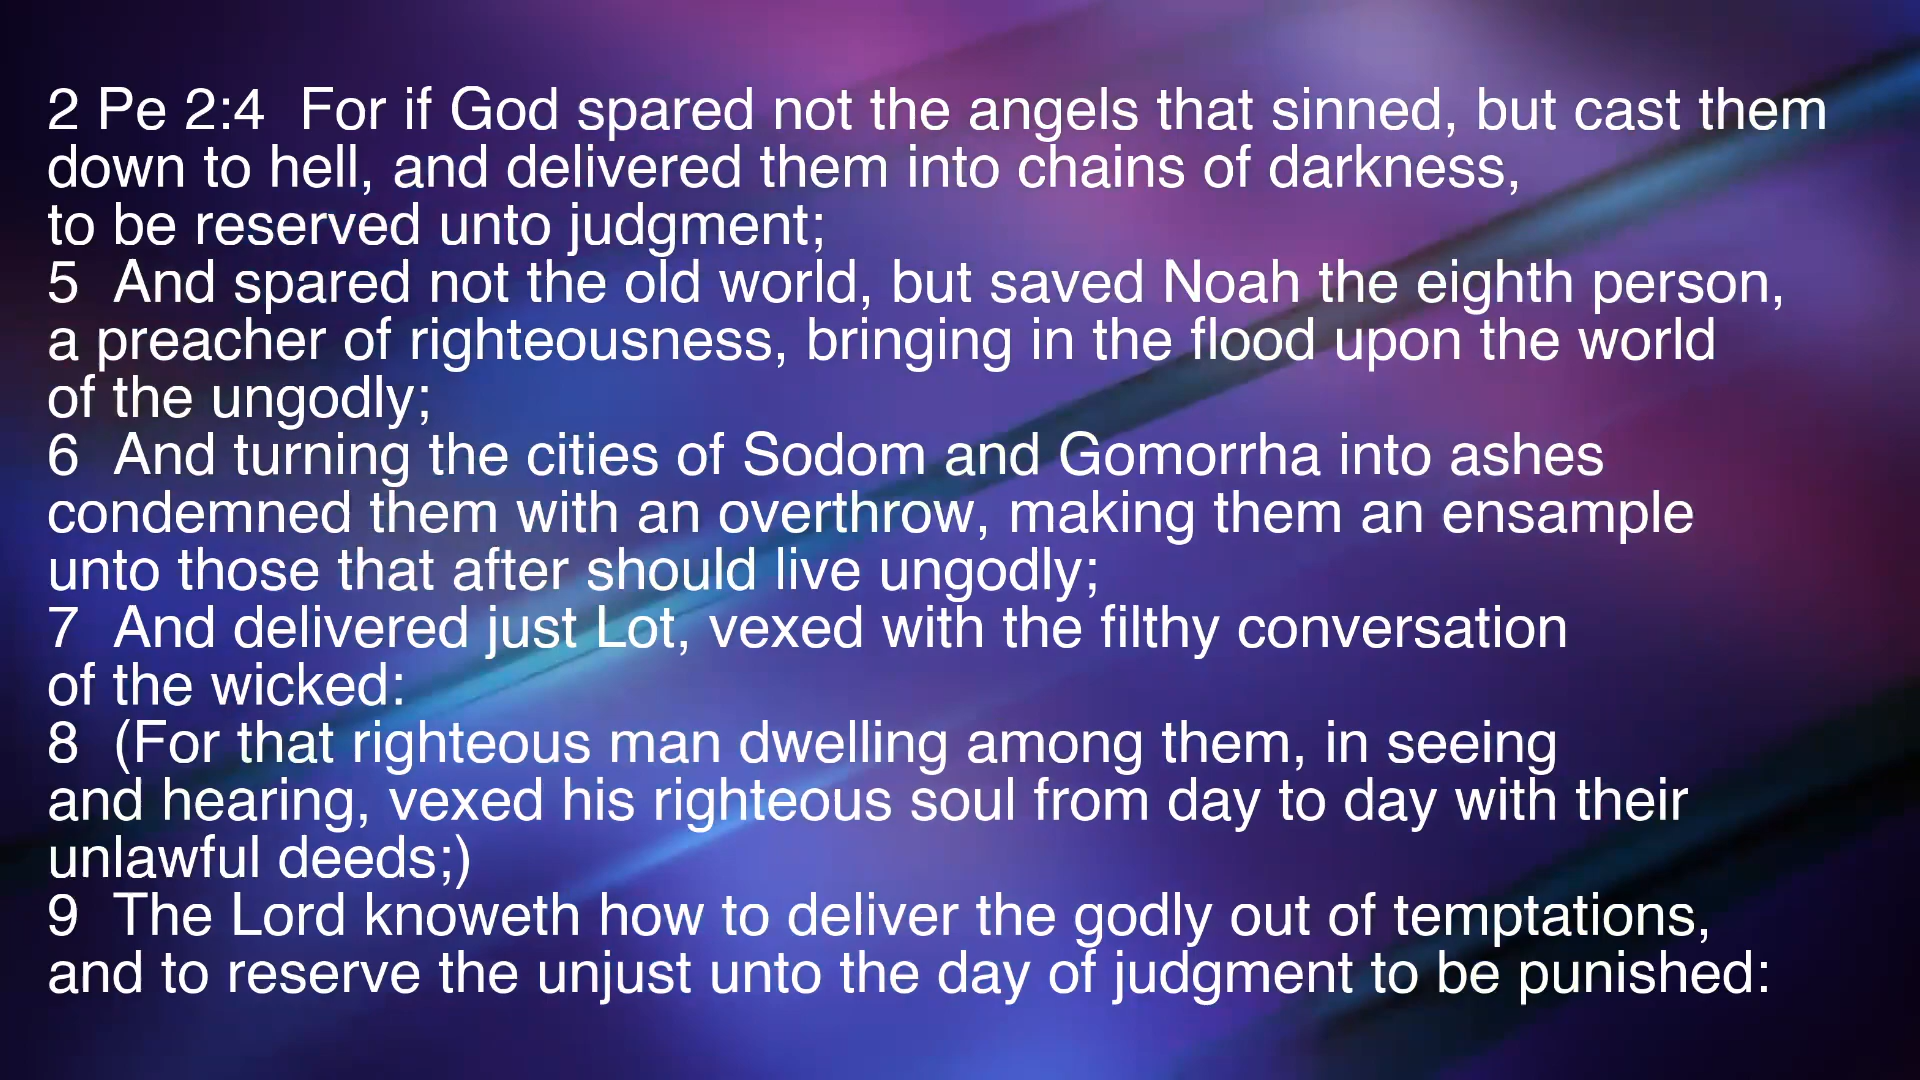 2 Pe 2:4  For if God spared not the angels that sinned, but cast them
down to hell, and delivered them into chains of darkness,
to be reserved unto judgment;
5  And spared not the old world, but saved Noah the eighth person,
a preacher of righteousness, bringing in the flood upon the world
of the ungodly;
6  And turning the cities of Sodom and Gomorrha into ashes
condemned them with an overthrow, making them an ensample
unto those that after should live ungodly;
7  And delivered just Lot, vexed with the filthy conversation
of the wicked:
8  (For that righteous man dwelling among them, in seeing
and hearing, vexed his righteous soul from day to day with their
unlawful deeds;)
9  The Lord knoweth how to deliver the godly out of temptations,
and to reserve the unjust unto the day of judgment to be punished: